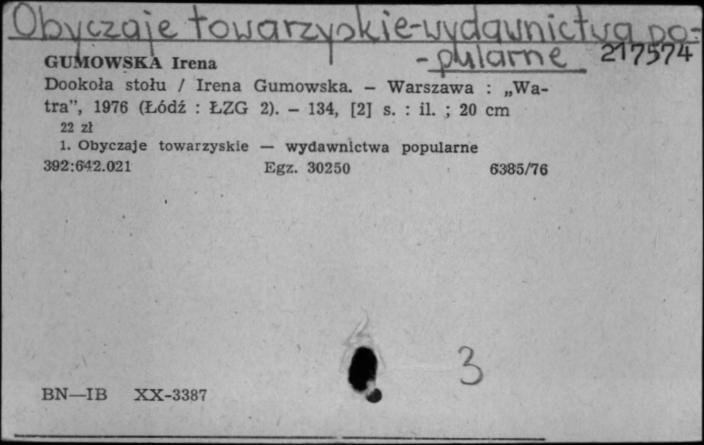 Obyczaje towarzyskie-wydawnictwa po-
-pularne 217574
GUMOWSKA Irena
Dookoła stołu / Irena Gumowska. – Warszawa : „Wa-
tra”, 1976 (Łódź : ŁZG 2). – 134, [2] s. : il. ; 20 cm
22 zł
1. Obyczaje towarzyskie — wydawnictwa popularne
392:642.021 Egz. 30250 6385/76
3
BN—IB XX-3387